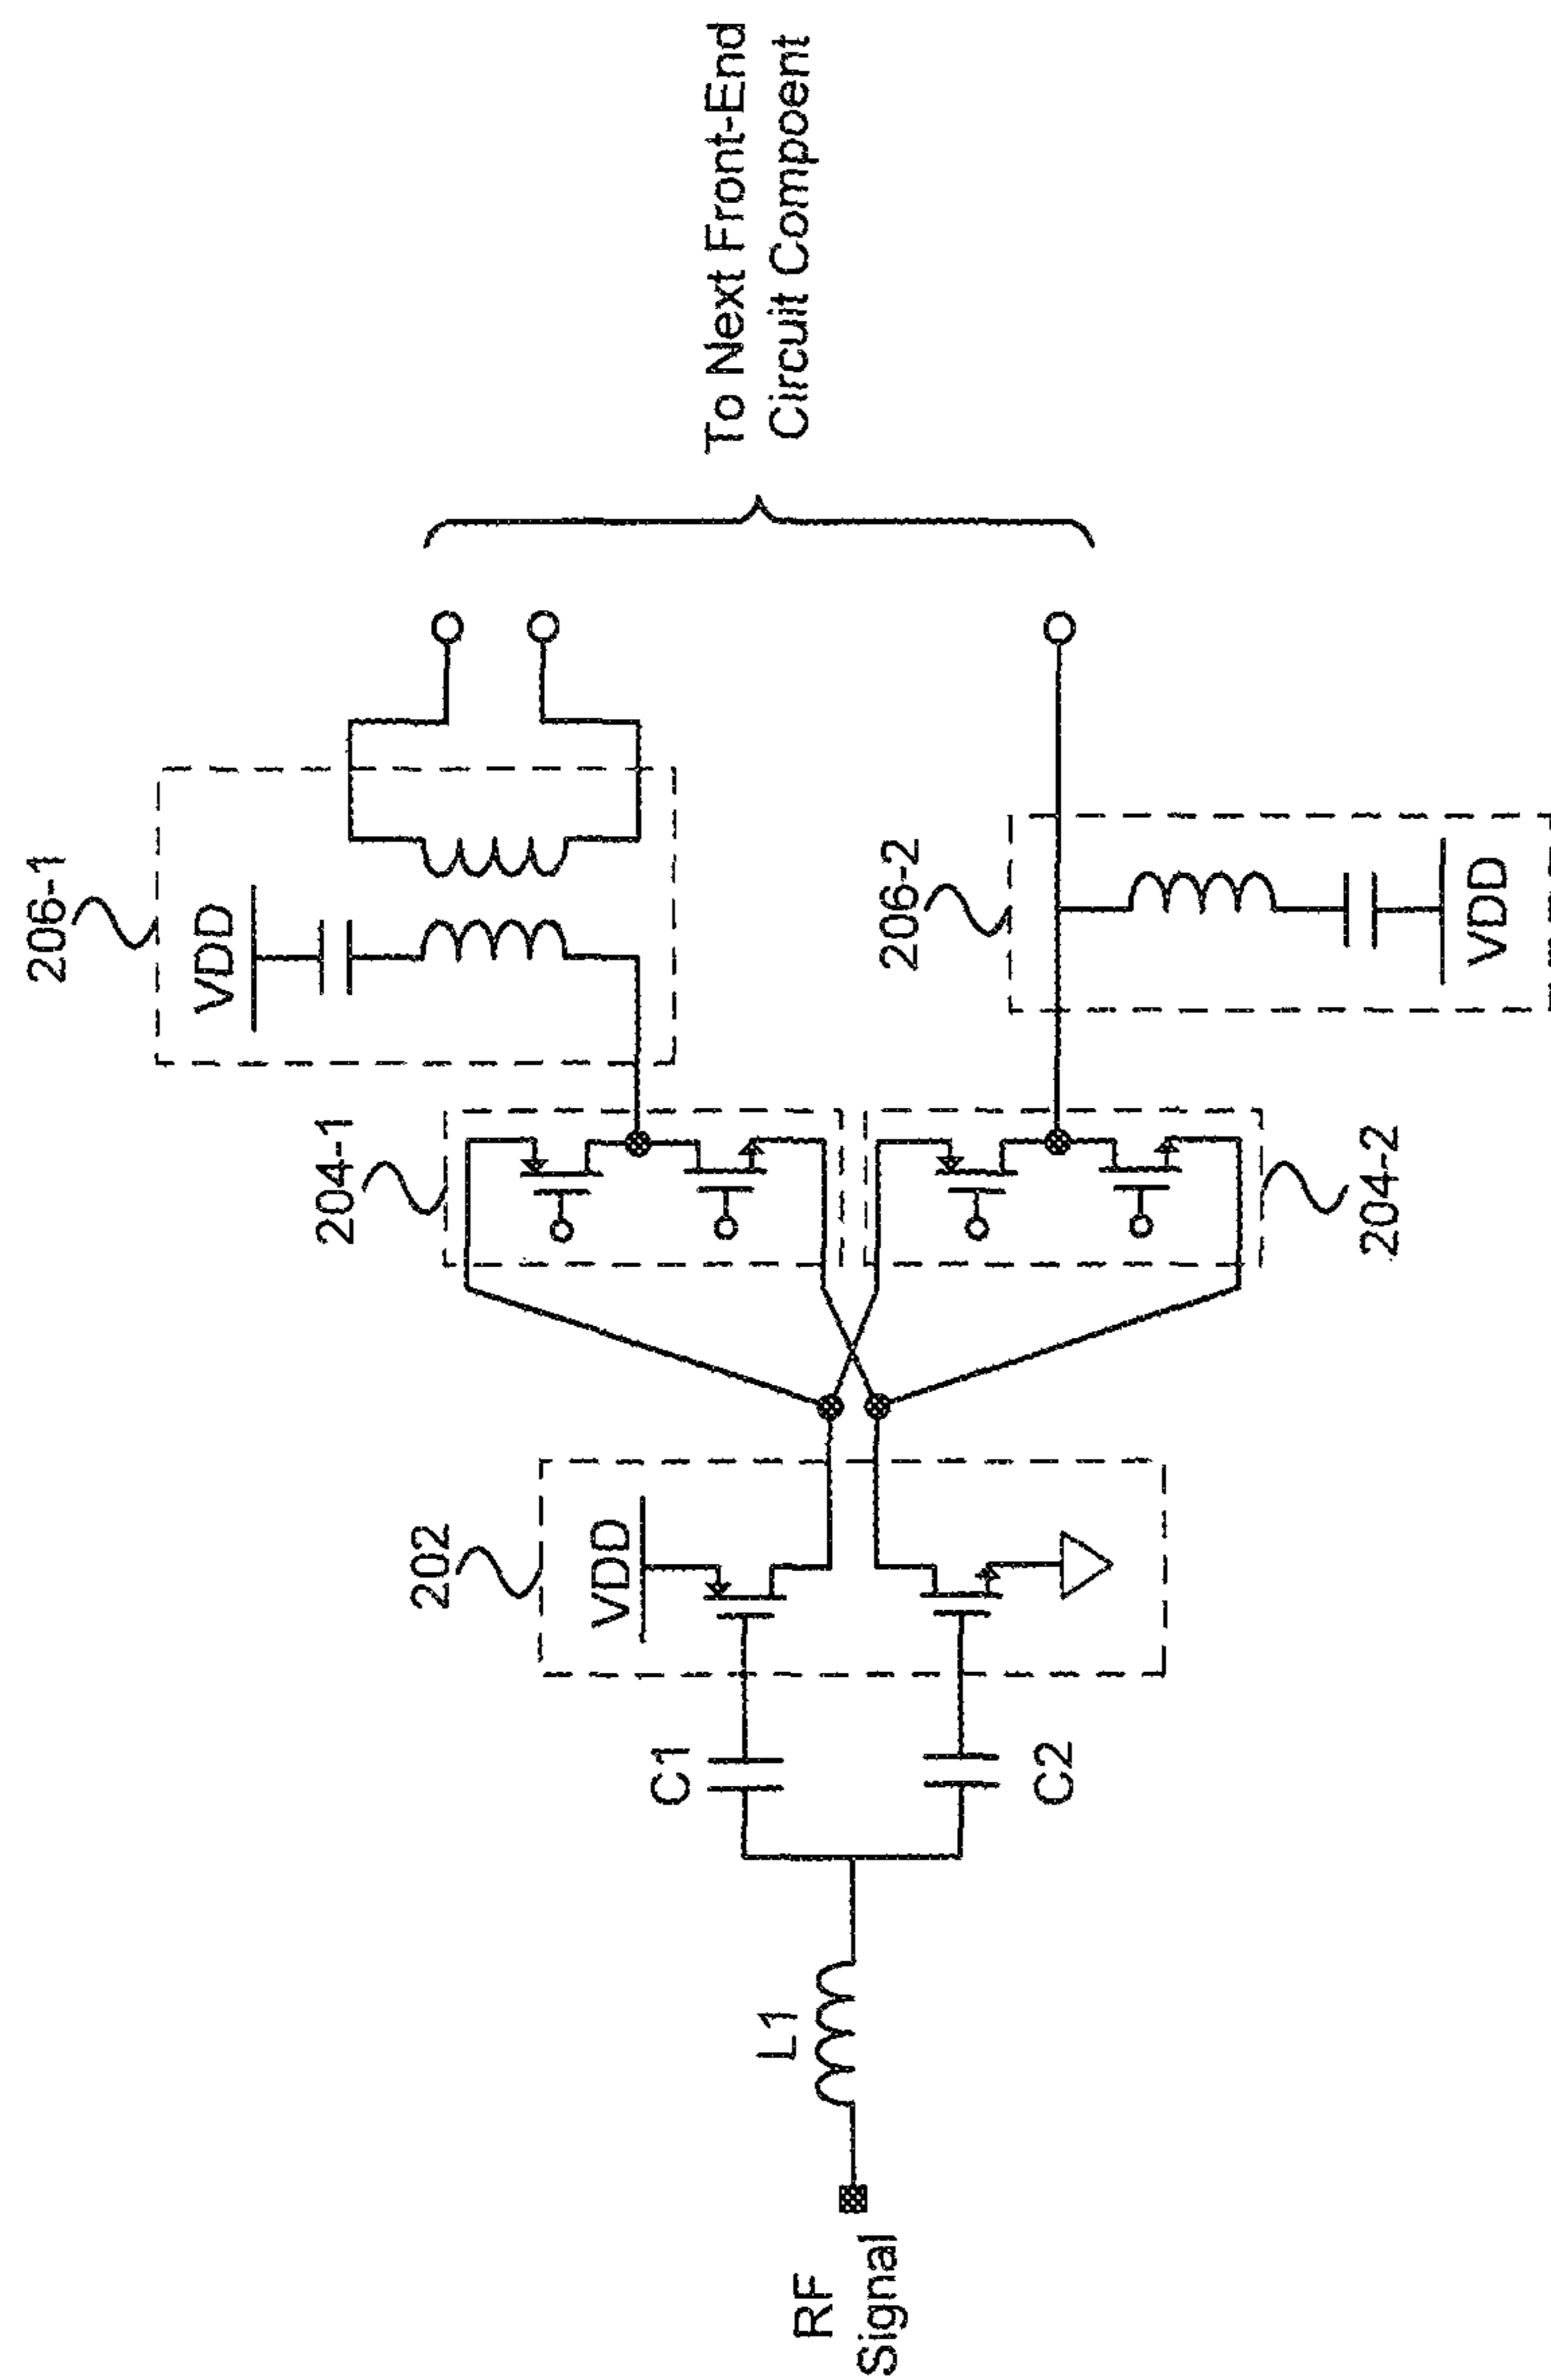 RF
Signal
L1
C1
C2
202
VDD
204-1
204-2
206-1
VDD
206-2
VDD
To Next Front-End
Circuit Compoent